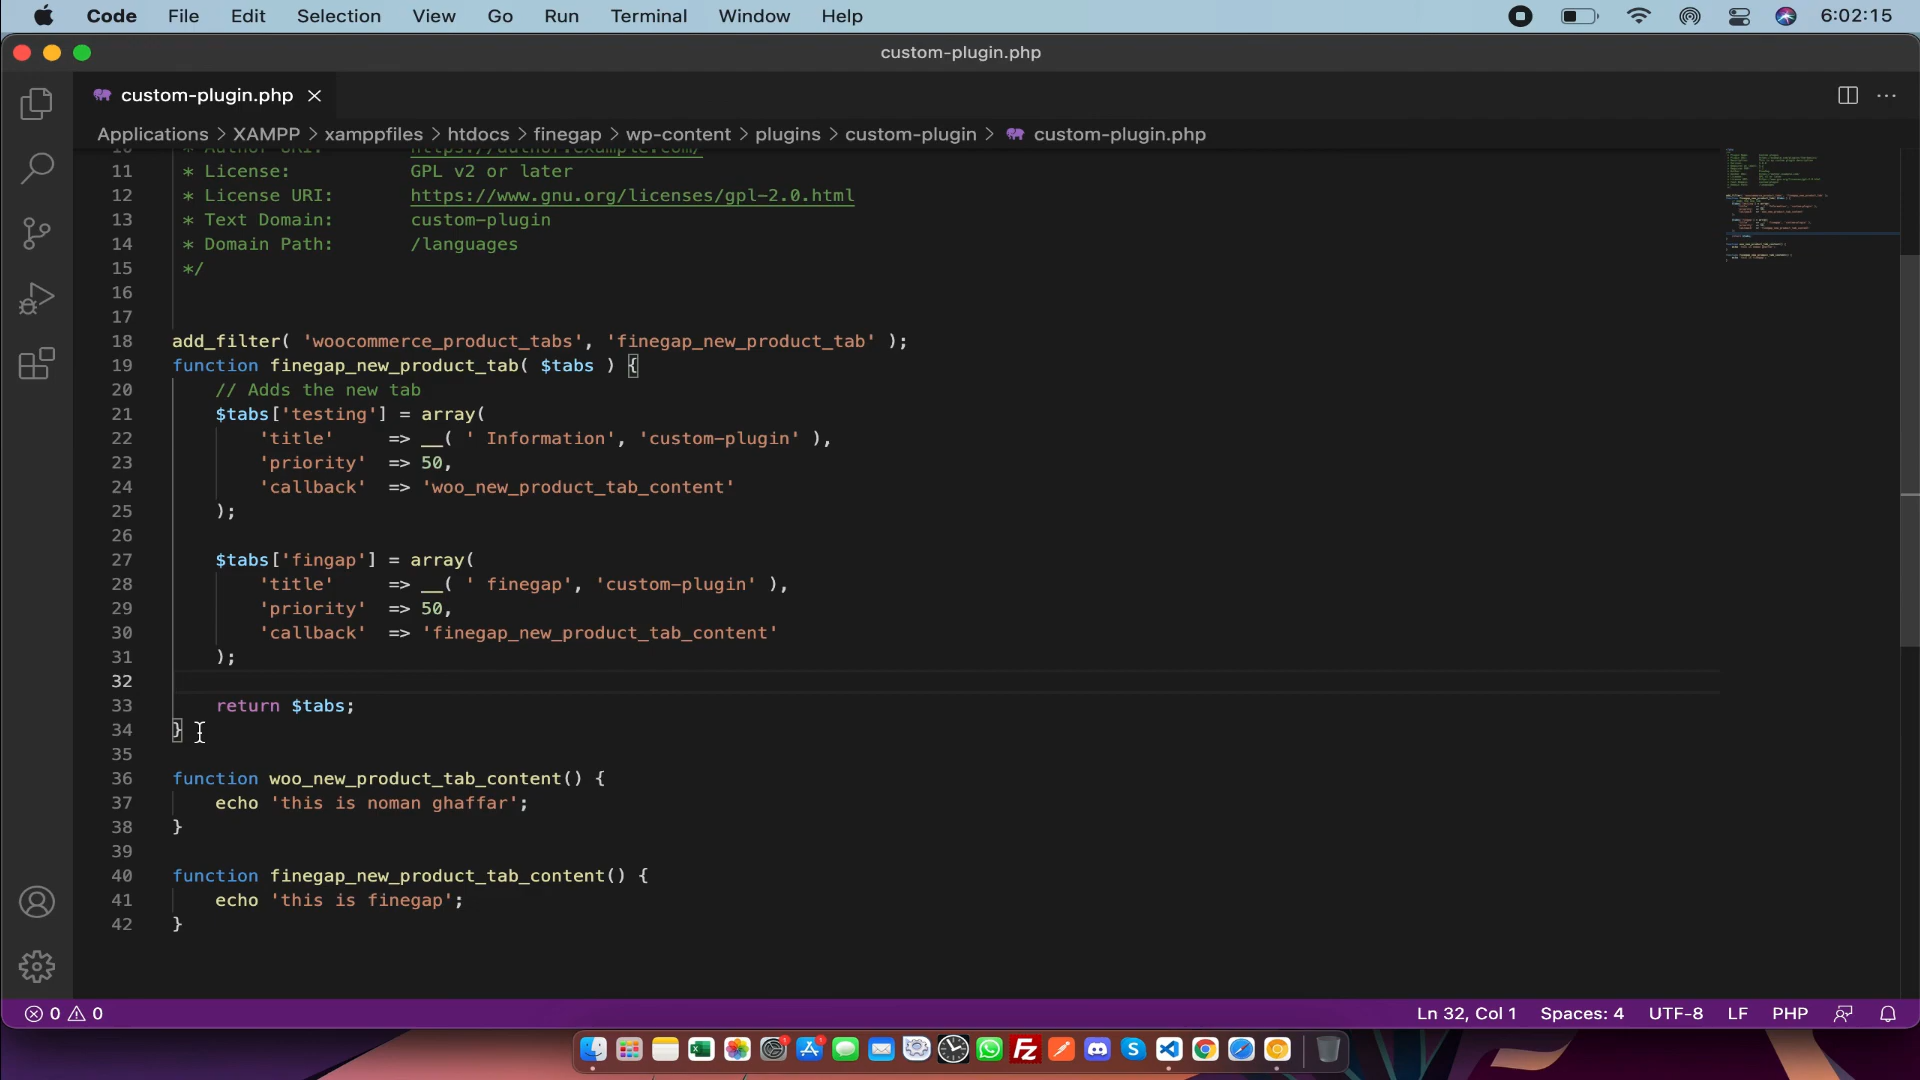 Code File Edit Selection View Go Run Terminal Window Help 6:02:15
custom-plugin.php
custom-plugin.php
Applications > XAMPP > xamppfiles > htdocs > finegap > wp-content > plugins > custom-plugin > custom-plugin.php
10 * Author URI: https://author.example.com/
11 * License: GPL v2 or later
12 * License URI: https://www.gnu.org/licenses/gpl-2.0.html
13 * Text Domain: custom-plugin
14 * Domain Path: /languages
15 */
16
17
18 add_filter( 'woocommerce_product_tabs', 'finegap_new_product_tab' );
19 function finegap_new_product_tab( $tabs ) {
20 // Adds the new tab
21 $tabs['testing'] = array(
22 'title' => __( ' Information', 'custom-plugin' ),
23 'priority' => 50,
24 'callback' => 'woo_new_product_tab_content'
25 );
26
27 $tabs['fingap'] = array(
28 'title' => __( ' finegap', 'custom-plugin' ),
29 'priority' => 50,
30 'callback' => 'finegap_new_product_tab_content'
31 );
32
33 return $tabs;
34 }
35
36 function woo_new_product_tab_content() {
37 echo 'this is noman ghaffar';
38 }
39
40 function finegap_new_product_tab_content() {
41 echo 'this is finegap';
42 }
0 0 Ln 32, Col 1 Spaces: 4 UTF-8 LF PHP